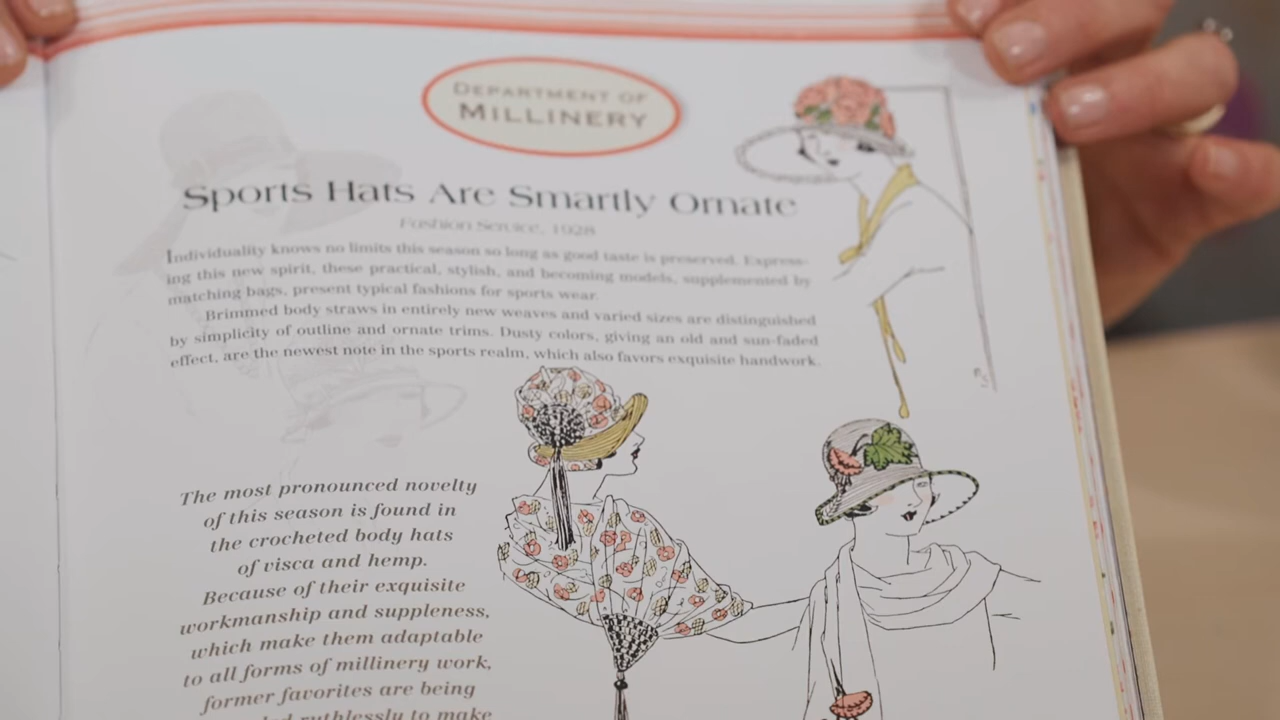 DEPARTMENT OF
MILLINERY
Sports Hats Are Smartly Ornate
Fashion Service, 1928
Individuality knows no limits this season so long as good taste is preserved. Express-
ing this new spirit, these practical, stylish, and becoming models, supplemented by
matching bags, present typical fashions for sports wear.
Brimmed body straws in entirely new weaves and varied sizes are distinguished
by simplicity of outline and ornate trims. Dusty colors, giving an old and sun-faded
effect, are the newest note in the sports realm, which also favors exquisite handwork.
The most pronounced novelty
of this season is found in
the crocheted body hats
of visca and hemp.
Because of their exquisite
workmanship and suppleness,
which make them adaptable
to all forms of millinery work,
former favorites are being
ruthlessly to make